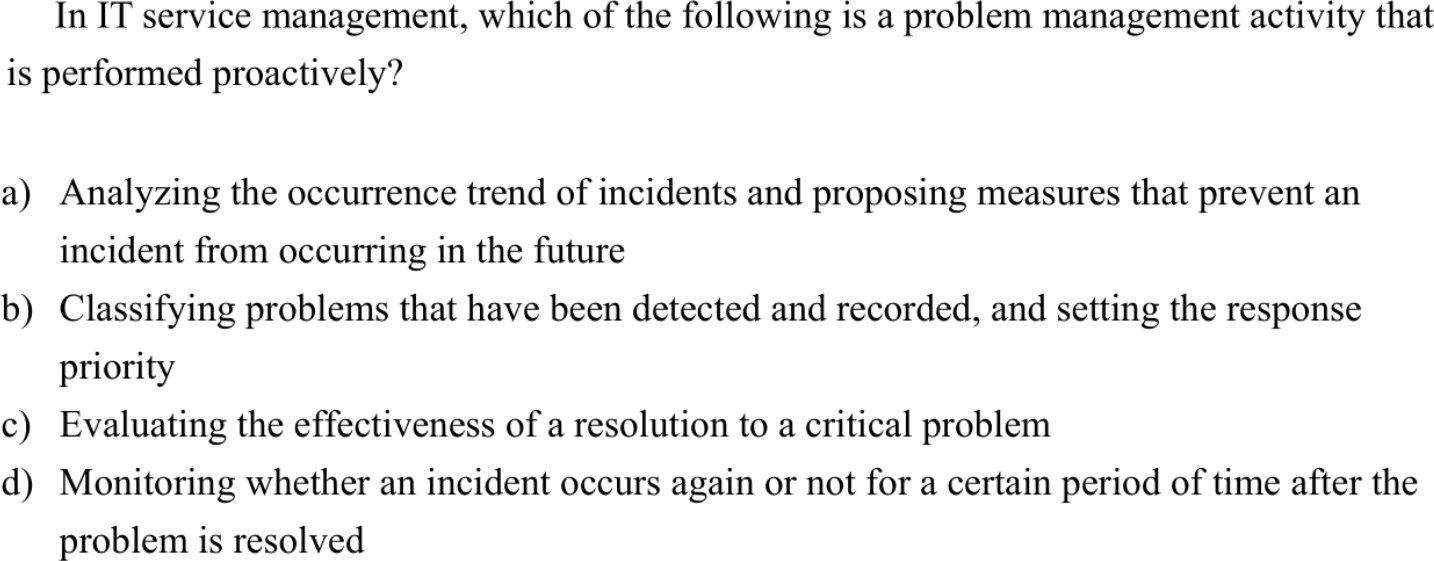 In IT service management, which of the following is a problem management activity that
is performed proactively?
a) Analyzing the occurrence trend of incidents and proposing measures that prevent an
incident from occurring in the future
b) Classifying problems that have been detected and recorded, and setting the response
priority
c) Evaluating the effectiveness of a resolution to a critical problem
d) Monitoring whether an incident occurs again or not for a certain period of time after the
problem is resolved